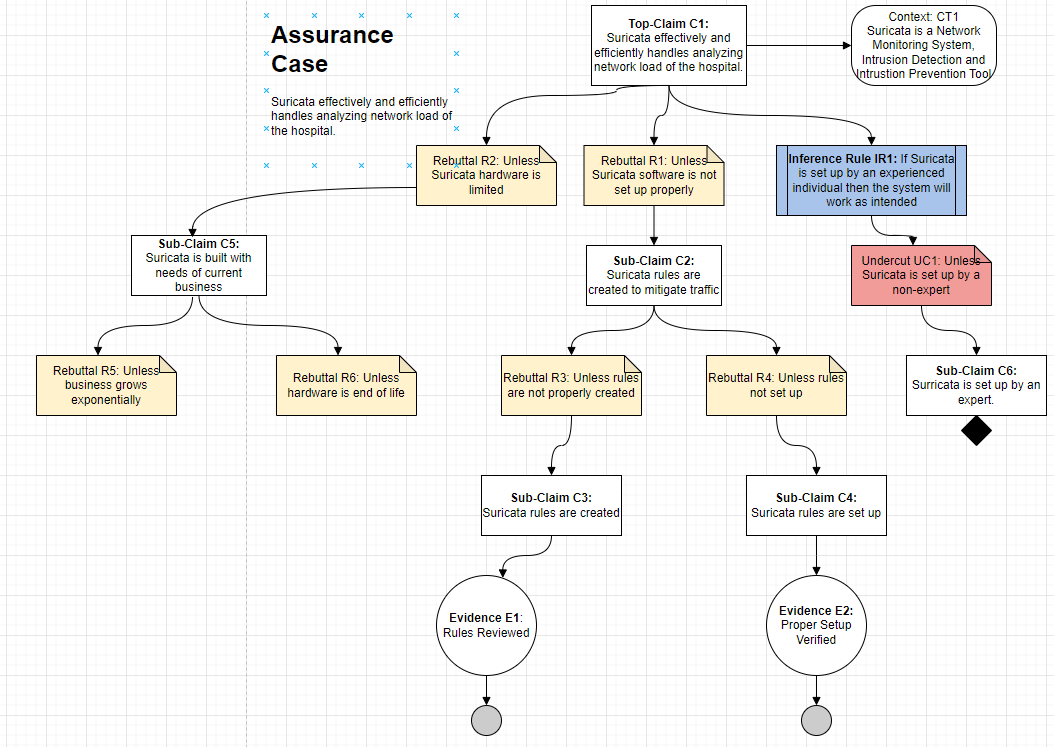 Assurance
Case
Suricata effectively and efficiently
handles analyzing network load of
the hospital.
Top-Claim C1:
Suricata effectively and
efficiently handles analyzing
network load of the hospital.
Context: CT1
Suricata is a Network
Monitoring System,
Intrusion Detection and
Intrustion Prevention Tool
Rebuttal R2: Unless
Suricata hardware is
limited
Rebuttal R1: Unless
Suricata software is not
set up properly
Inference Rule IR1: If Suricata
is set up by an experienced
individual then the system will
work as intended
Sub-Claim C5:
Suricata is built with
needs of current
business
Sub-Claim C2:
Suricata rules are
created to mitigate traffic
Undercut UC1: Unless
Suricata is set up by a
non-expert
Rebuttal R5: Unless
business grows
exponentially
Rebuttal R6: Unless
hardware is end of life
Rebuttal R3: Unless rules
are not properly created
Rebuttal R4: Unless rules
not set up
Sub-Claim C6:
Surricata is set up by an
expert.
Sub-Claim C3:
Suricata rules are created
Sub-Claim C4:
Suricata rules are set up
Evidence E1:
Rules Reviewed
Evidence E2:
Proper Setup
Verified